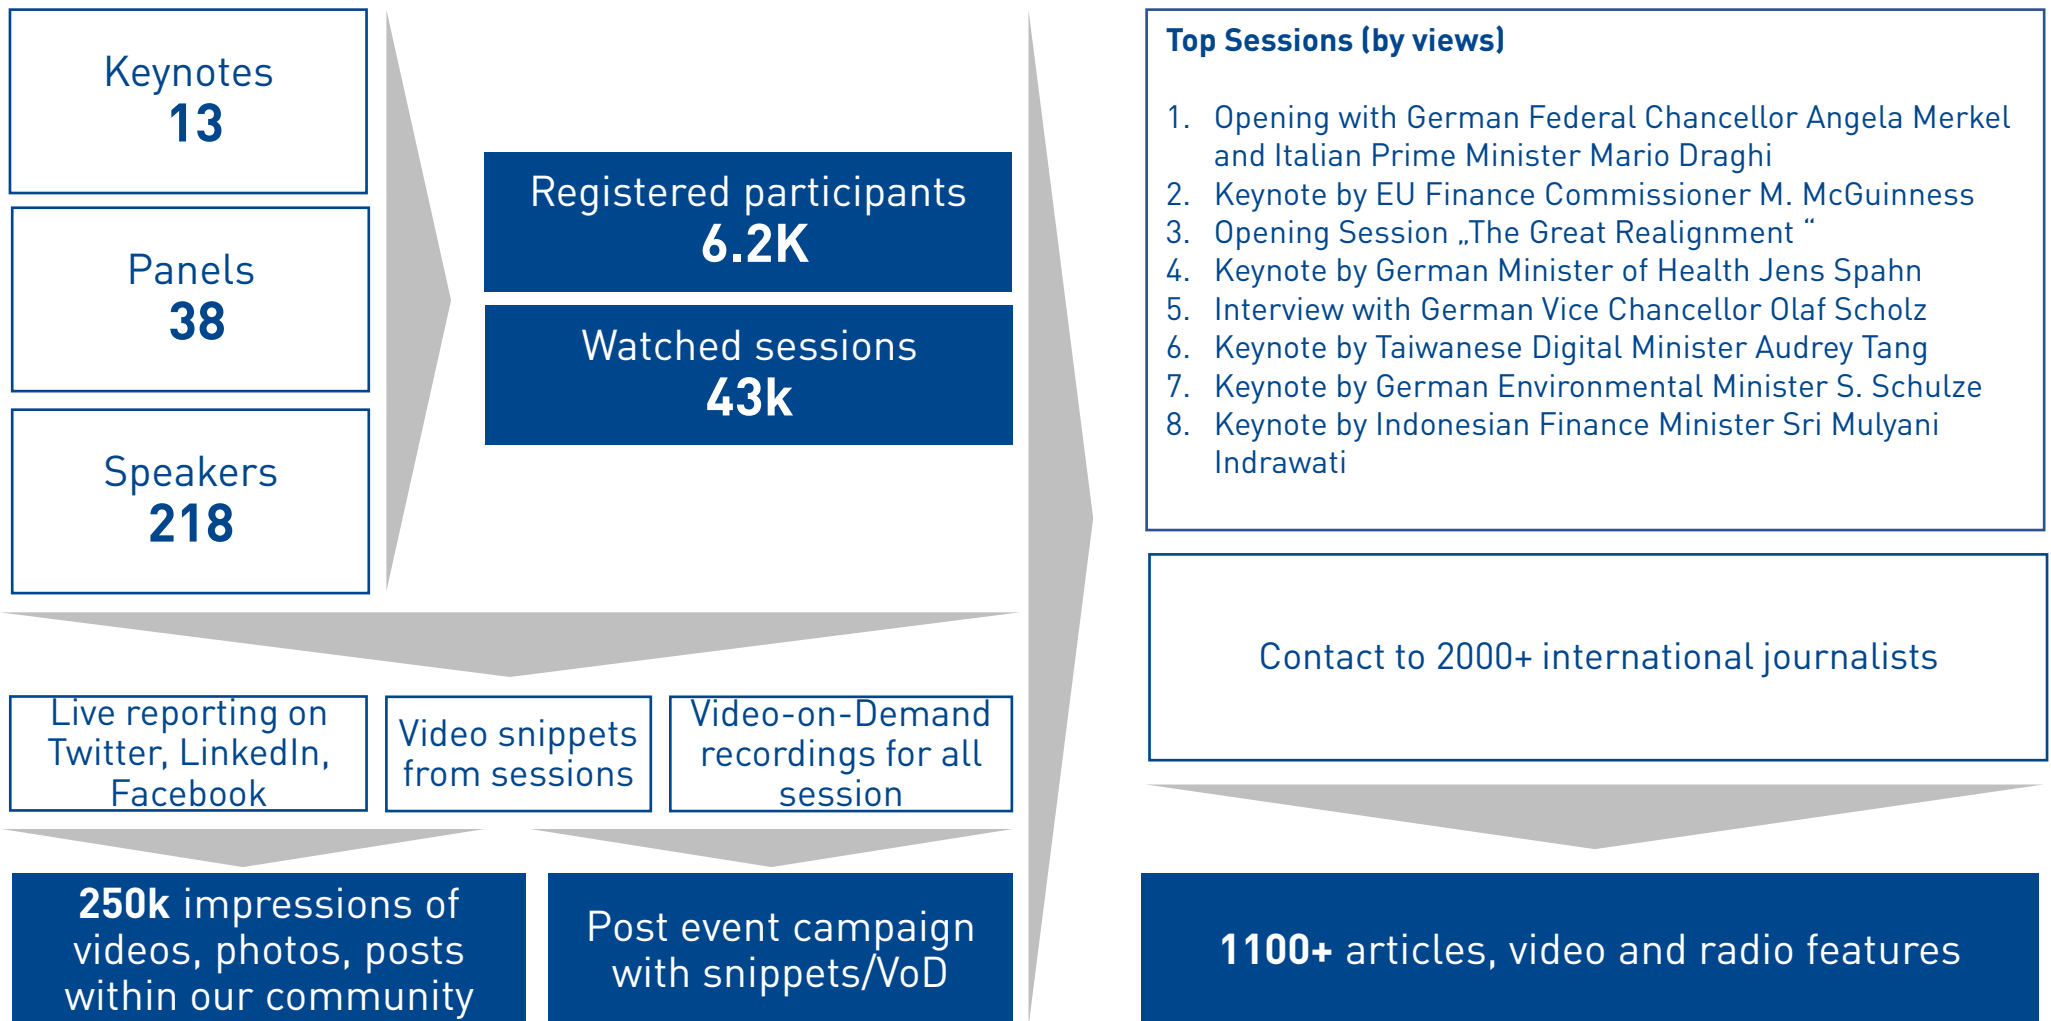 Keynotes
13
Panels
38
Speakers
218
Registered participants
6.2K
Watched sessions
43k
Live reporting on
Twitter, LinkedIn,
Facebook
Video snippets
from sessions
Video-on-Demand
recordings for all
session
250k impressions of
videos, photos, posts
within our community
Post event campaign
with snippets/VoD
Top Sessions (by views)
1. Opening with German Federal Chancellor Angela Merkel
and Italian Prime Minister Mario Draghi
2. Keynote by EU Finance Commissioner M. McGuinness
3. Opening Session „The Great Realignment “
4. Keynote by German Minister of Health Jens Spahn
5. Interview with German Vice Chancellor Olaf Scholz
6. Keynote by Taiwanese Digital Minister Audrey Tang
7. Keynote by German Environmental Minister S. Schulze
8. Keynote by Indonesian Finance Minister Sri Mulyani
Indrawati
Contact to 2000+ international journalists
1100+ articles, video and radio features